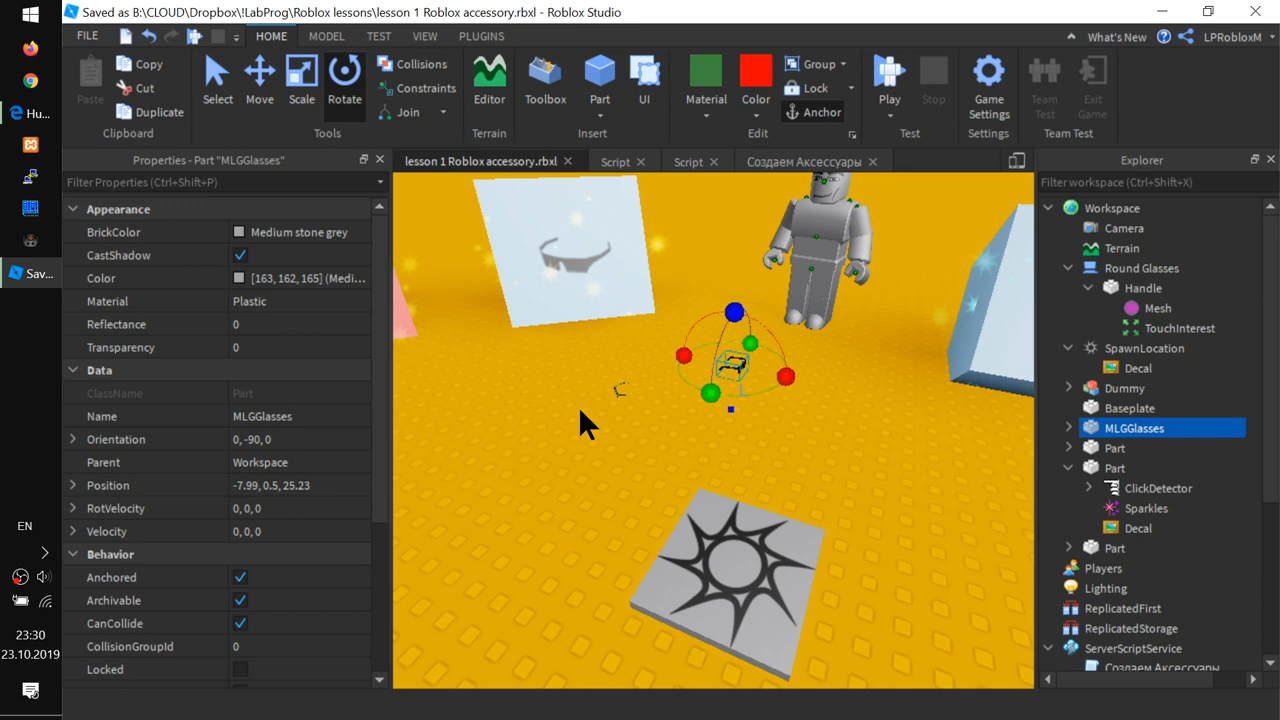 Saved as B:\CLOUD\Dropbox\!LabProg\Roblox lessons\lesson 1 Roblox accessory.rbxl - Roblox Studio
FILE
HOME
MODEL
TEST
VIEW
PLUGINS
What's New
LPRobloxM
Paste
Copy
Cut
Duplicate
Clipboard
Select
Move
Scale
Rotate
Collisions
Constraints
Join
Tools
Editor
Terrain
Toolbox
Part
UI
Insert
Material
Color
Group
Lock
Anchor
Edit
Play
Stop
Test
Game
Settings
Settings
Team
Test
Exit
Game
Team Test
Hu...
Sav...
EN
23:30
23.10.2019
Properties - Part "MLGGlasses"
Filter Properties (Ctrl+Shift+P)
Appearance
BrickColor Medium stone grey
CastShadow
Color [163, 162, 165] (Medi...
Material Plastic
Reflectance 0
Transparency 0
Data
ClassName Part
Name MLGGlasses
Orientation 0, -90, 0
Parent Workspace
Position -7.99, 0.5, 25.23
RotVelocity 0, 0, 0
Velocity 0, 0, 0
Behavior
Anchored
Archivable
CanCollide
CollisionGroupId 0
Locked
lesson 1 Roblox accessory.rbxl
Script
Script
Создаем Аксессуары
Explorer
Filter workspace (Ctrl+Shift+X)
Workspace
Camera
Terrain
Round Glasses
Handle
Mesh
TouchInterest
SpawnLocation
Decal
Dummy
Baseplate
MLGGlasses
Part
Part
ClickDetector
Sparkles
Decal
Part
Players
Lighting
ReplicatedFirst
ReplicatedStorage
ServerScriptService
Создаем Аксессуары